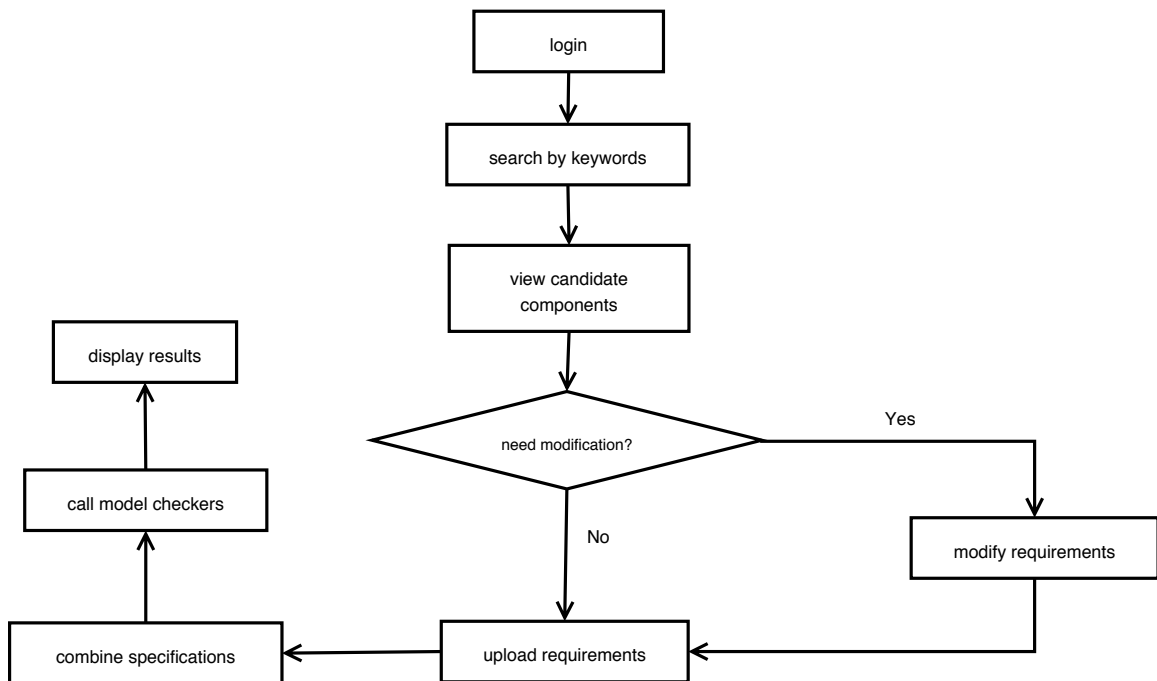 login
search by keywords
view candidate
components
need modification?
Yes
No
modify requirements
upload requirements
combine specifications
call model checkers
display results